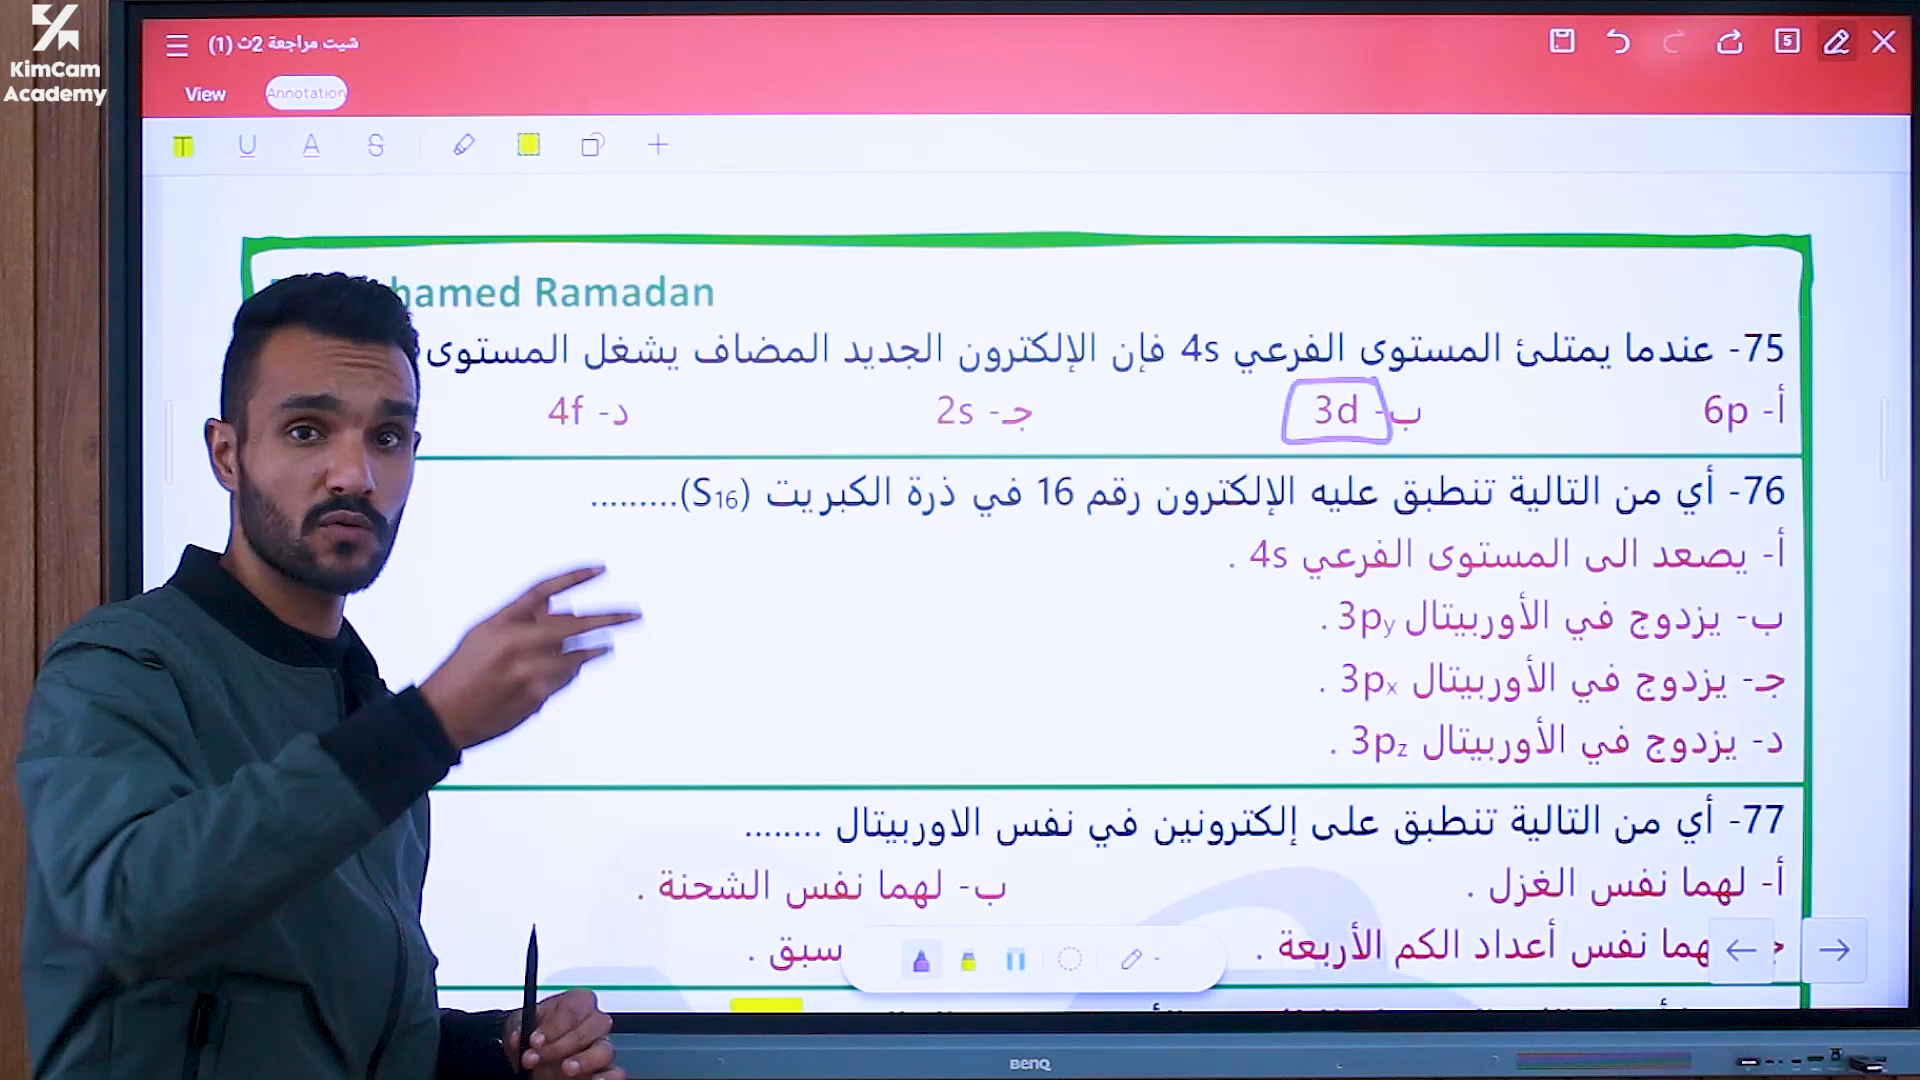 KimCam
Academy
شيت مراجعة 2ث (1)
5
View
Annotation
T U A S
hamed Ramadan
75- عندما يمتلئ المستوى الفرعي 4s فإن الإلكترون الجديد المضاف يشغل المستوى
أ- 6p ب- 3d جـ- 2s د- 4f
76- أي من التالية تنطبق عليه الإلكترون رقم 16 في ذرة الكبريت (S₁₆).........
أ- يصعد الى المستوى الفرعي 4s .
ب- يزدوج في الأوربيتال 3py .
جـ- يزدوج في الأوربيتال 3px .
د- يزدوج في الأوربيتال 3pz .
77- أي من التالية تنطبق على إلكترونين في نفس الاوربيتال ........
أ- لهما نفس الغزل . ب- لهما نفس الشحنة .
نفس أعداد الكم الأربعة . سبق .
BENQ